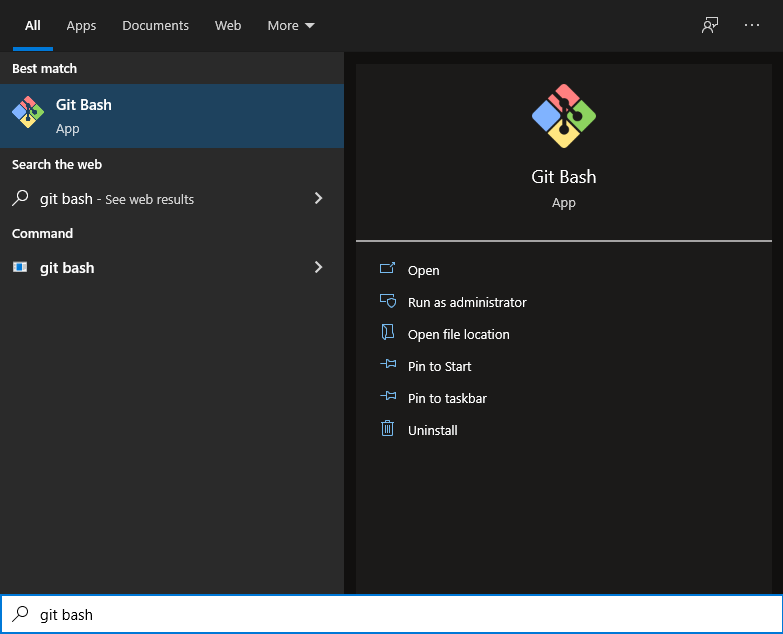 All Apps Documents Web More
Best match
Git Bash
App
Search the web
git bash - See web results
Command
git bash
Git Bash
App
Open
Run as administrator
Open file location
Pin to Start
Pin to taskbar
Uninstall
git bash